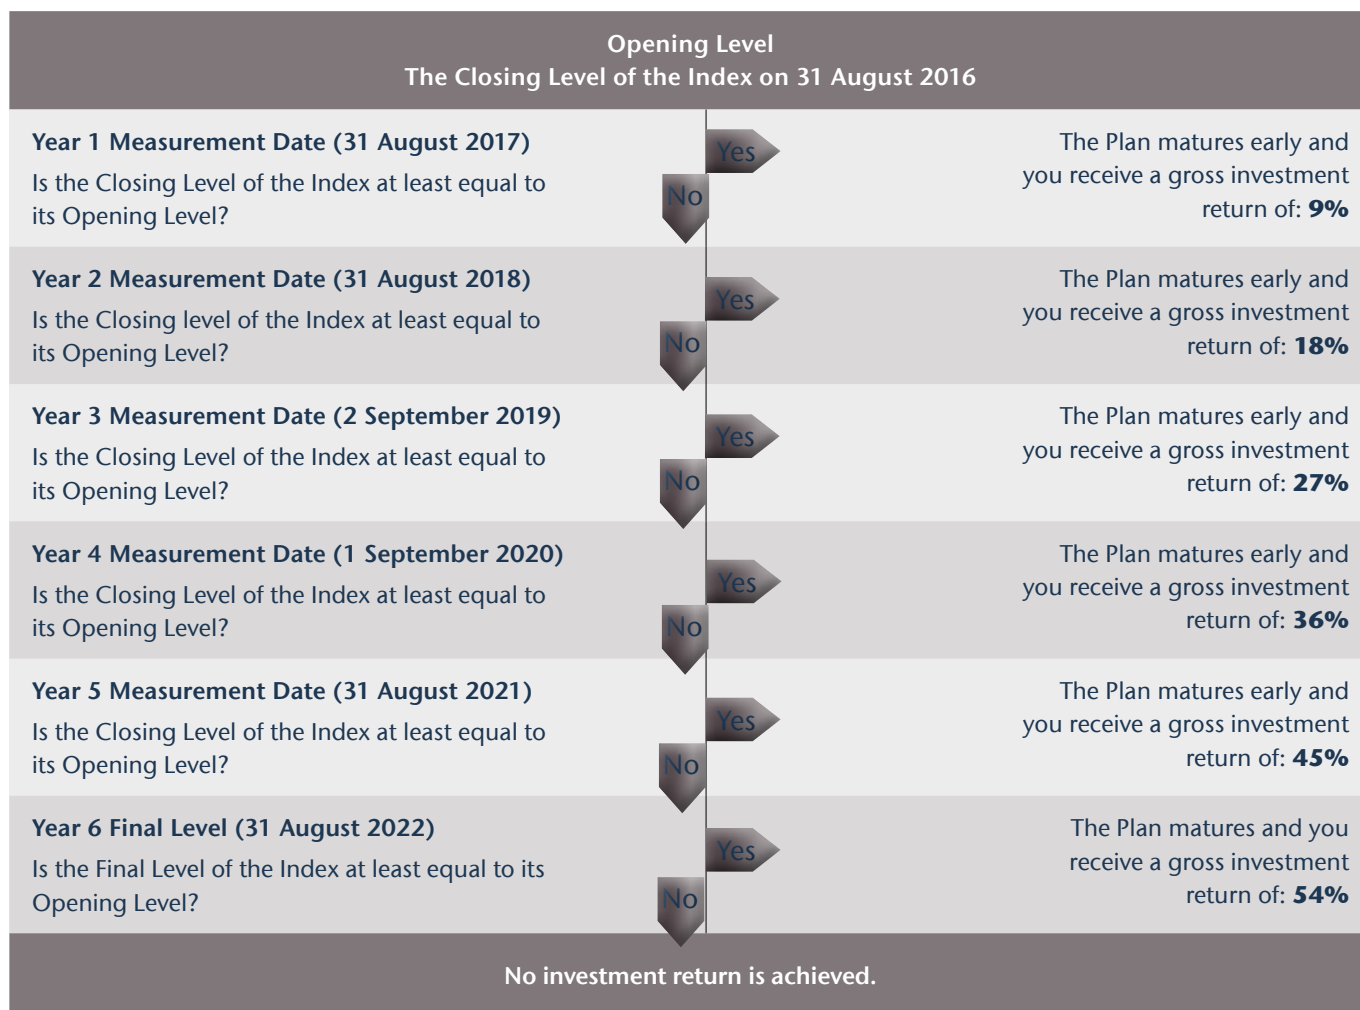 Opening Level
The Closing Level of the Index on 31 August 2016
Year 1 Measurement Date (31 August 2017)
Is the Closing Level of the Index at least equal to
its Opening Level?
Yes
No
The Plan matures early and
you receive a gross investment
return of: 9%
Year 2 Measurement Date (31 August 2018)
Is the Closing level of the Index at least equal to
its Opening Level?
Yes
No
The Plan matures early and
you receive a gross investment
return of: 18%
Year 3 Measurement Date (2 September 2019)
Is the Closing Level of the Index at least equal to
its Opening Level?
Yes
No
The Plan matures early and
you receive a gross investment
return of: 27%
Year 4 Measurement Date (1 September 2020)
Is the Closing Level of the Index at least equal to
its Opening Level?
Yes
No
The Plan matures early and
you receive a gross investment
return of: 36%
Year 5 Measurement Date (31 August 2021)
Is the Closing Level of the Index at least equal to
its Opening Level?
Yes
No
The Plan matures early and
you receive a gross investment
return of: 45%
Year 6 Final Level (31 August 2022)
Is the Final Level of the Index at least equal to its
Opening Level?
Yes
No
The Plan matures and you
receive a gross investment
return of: 54%
No investment return is achieved.